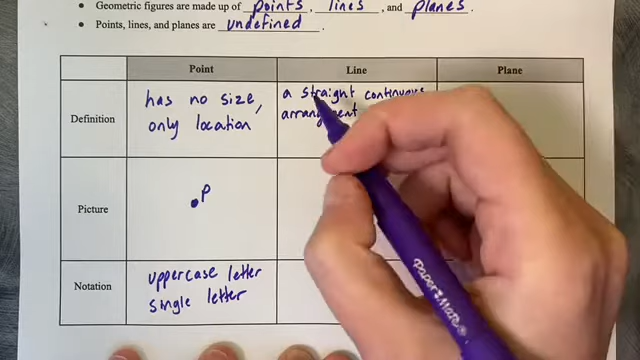 Geometric figures are made up of points, lines, and planes.
Points, lines, and planes are undefined.
Point Line Plane
Definition
has no size,
only location
a straight continuous
arrangement
Picture
P
Notation
uppercase letter
single letter
PAPER MATE